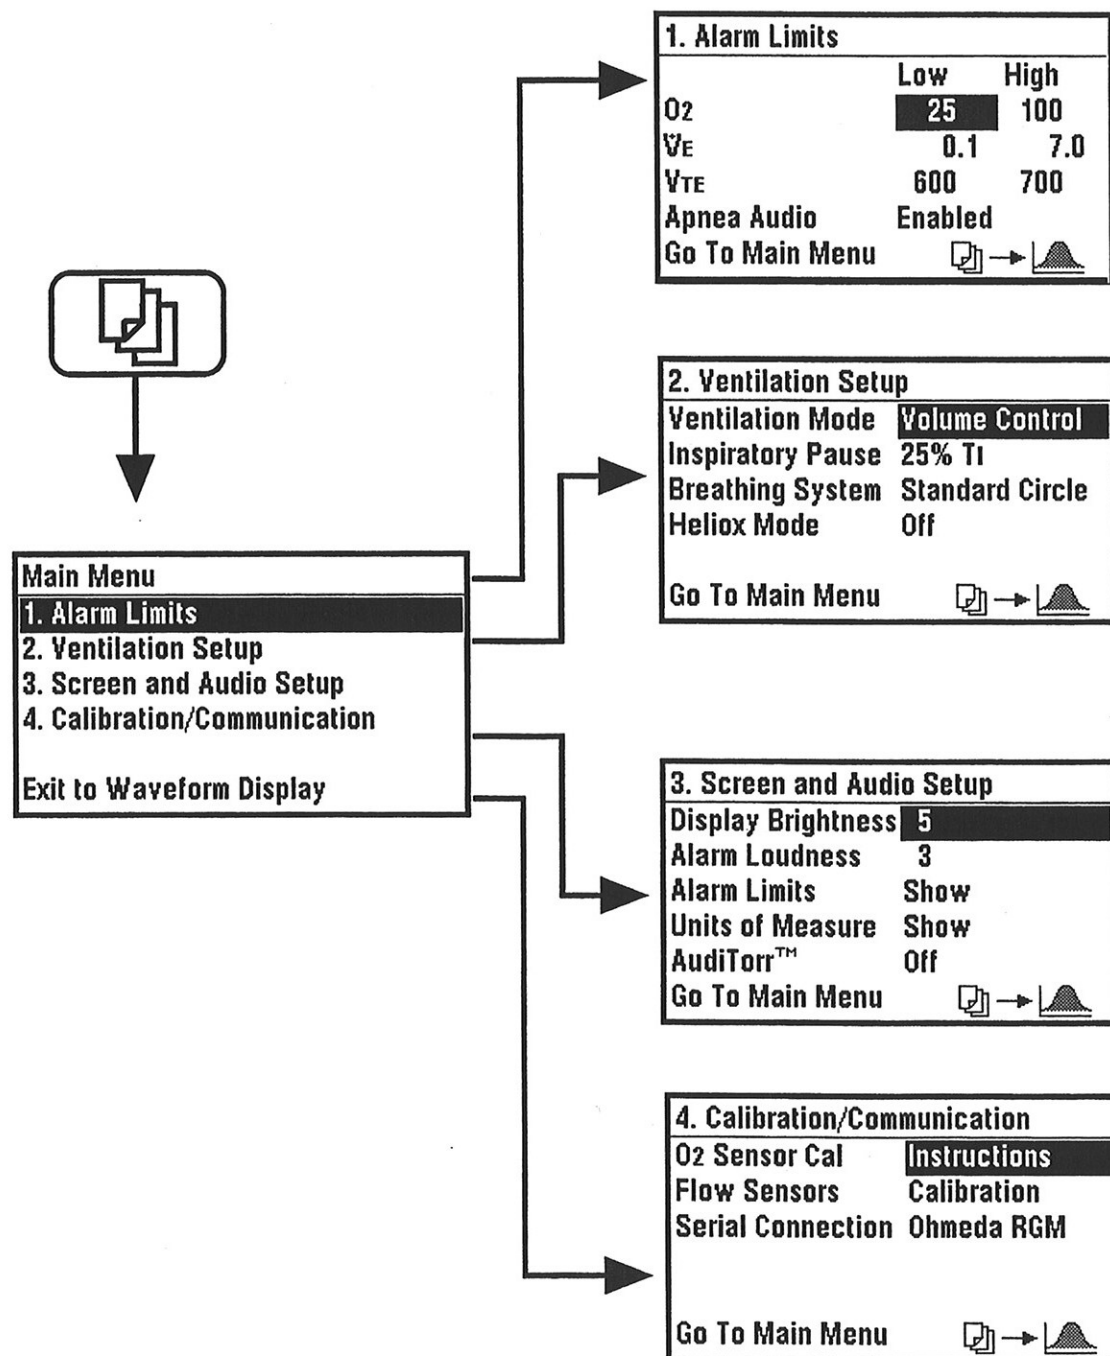 1. Alarm Limits
Low High
O2 25 100
V̇E 0.1 7.0
VTE 600 700
Apnea Audio Enabled
Go To Main Menu
2. Ventilation Setup
Ventilation Mode Volume Control
Inspiratory Pause 25% TI
Breathing System Standard Circle
Heliox Mode Off
Go To Main Menu
Main Menu
1. Alarm Limits
2. Ventilation Setup
3. Screen and Audio Setup
4. Calibration/Communication
Exit to Waveform Display
3. Screen and Audio Setup
Display Brightness 5
Alarm Loudness 3
Alarm Limits Show
Units of Measure Show
AudiTorr™ Off
Go To Main Menu
4. Calibration/Communication
O2 Sensor Cal Instructions
Flow Sensors Calibration
Serial Connection Ohmeda RGM
Go To Main Menu